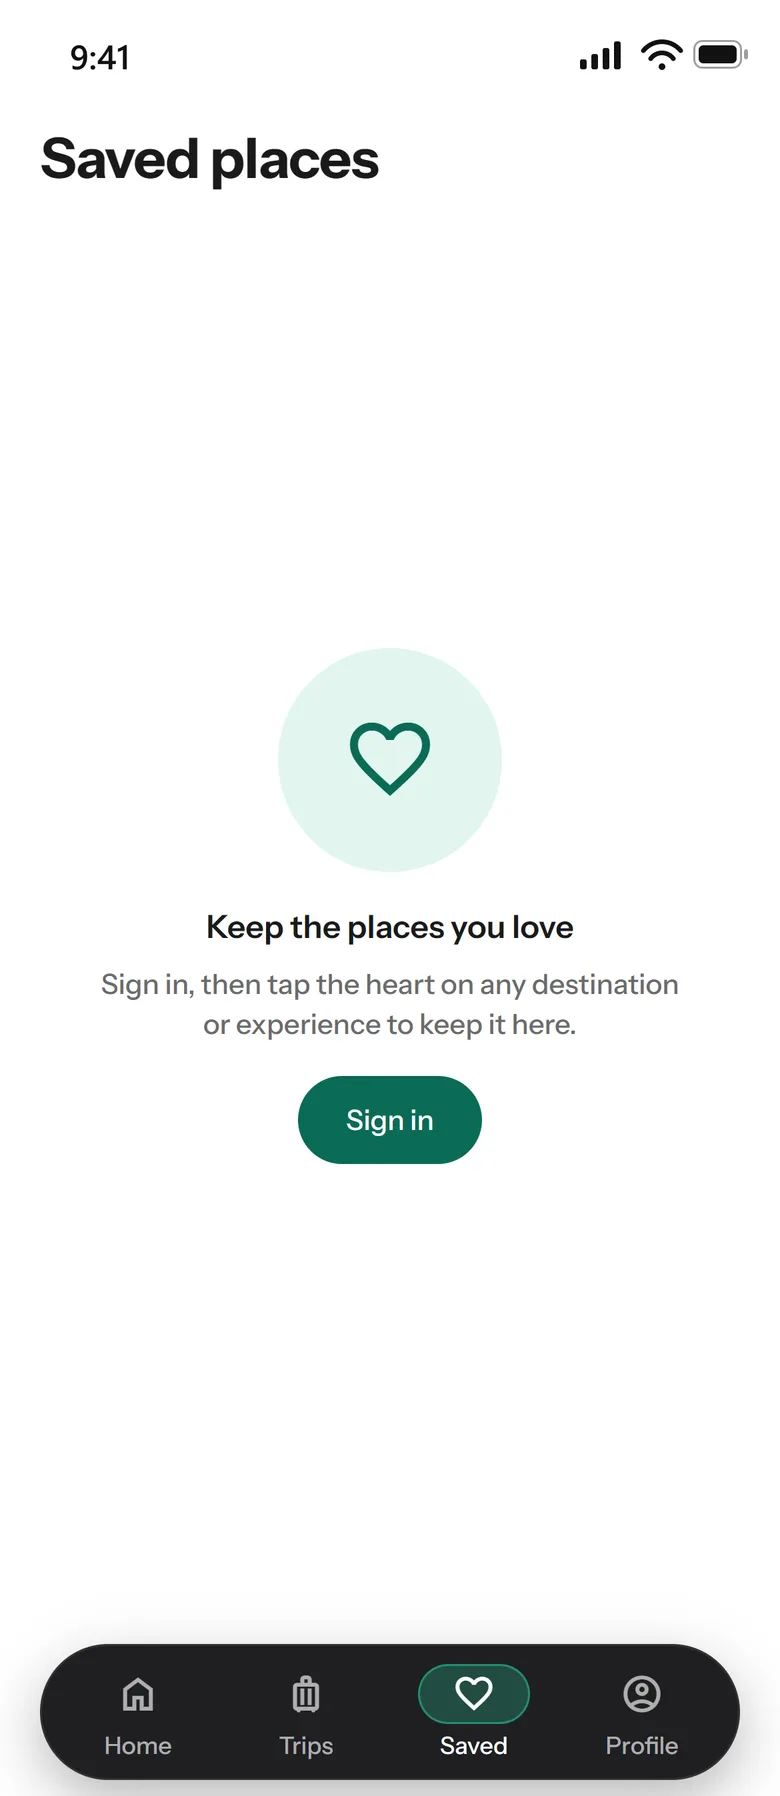 9:41
Saved places
Keep the places you love
Sign in, then tap the heart on any destination
or experience to keep it here.
Sign in
Home
Trips
Saved
Profile